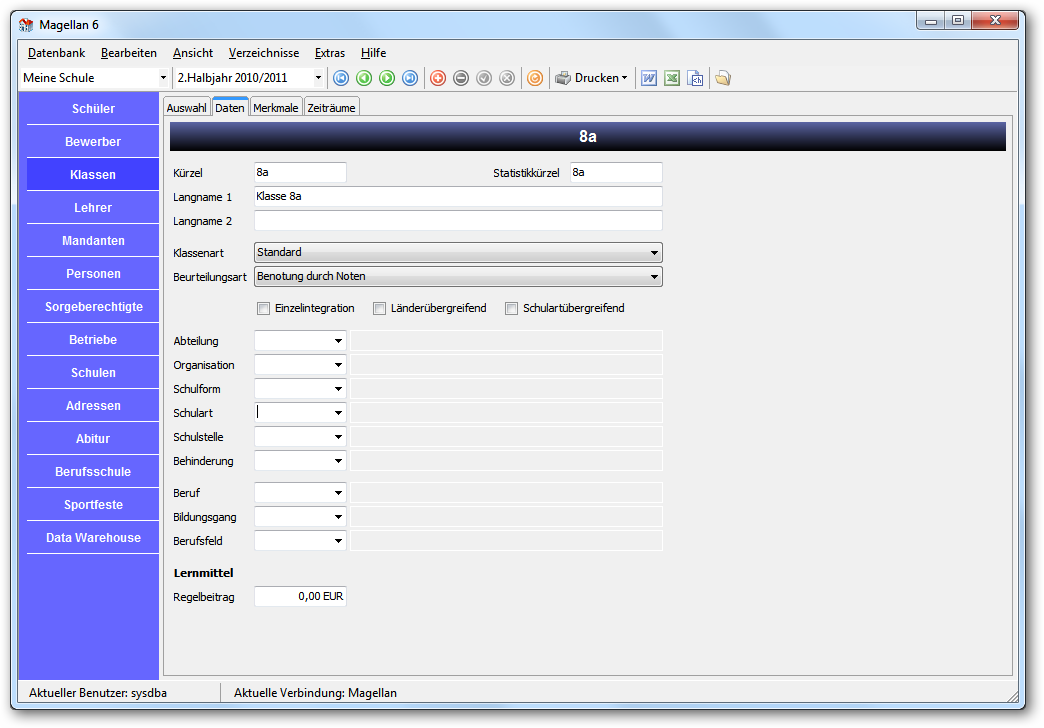 Magellan 6
Datenbank Bearbeiten Ansicht Verzeichnisse Extras Hilfe
Meine Schule 2.Halbjahr 2010/2011 Drucken
Schüler
Bewerber
Klassen
Lehrer
Mandanten
Personen
Sorgeberechtigte
Betriebe
Schulen
Adressen
Abitur
Berufsschule
Sportfeste
Data Warehouse
Auswahl Daten Merkmale Zeiträume
8a
Kürzel 8a Statistikkürzel 8a
Langname 1 Klasse 8a
Langname 2
Klassenart Standard
Beurteilungsart Benotung durch Noten
Einzelintegration Länderübergreifend Schulartübergreifend
Abteilung
Organisation
Schulform
Schulart
Schulstelle
Behinderung
Beruf
Bildungsgang
Berufsfeld
Lernmittel
Regelbeitrag 0,00 EUR
Aktueller Benutzer: sysdba Aktuelle Verbindung: Magellan